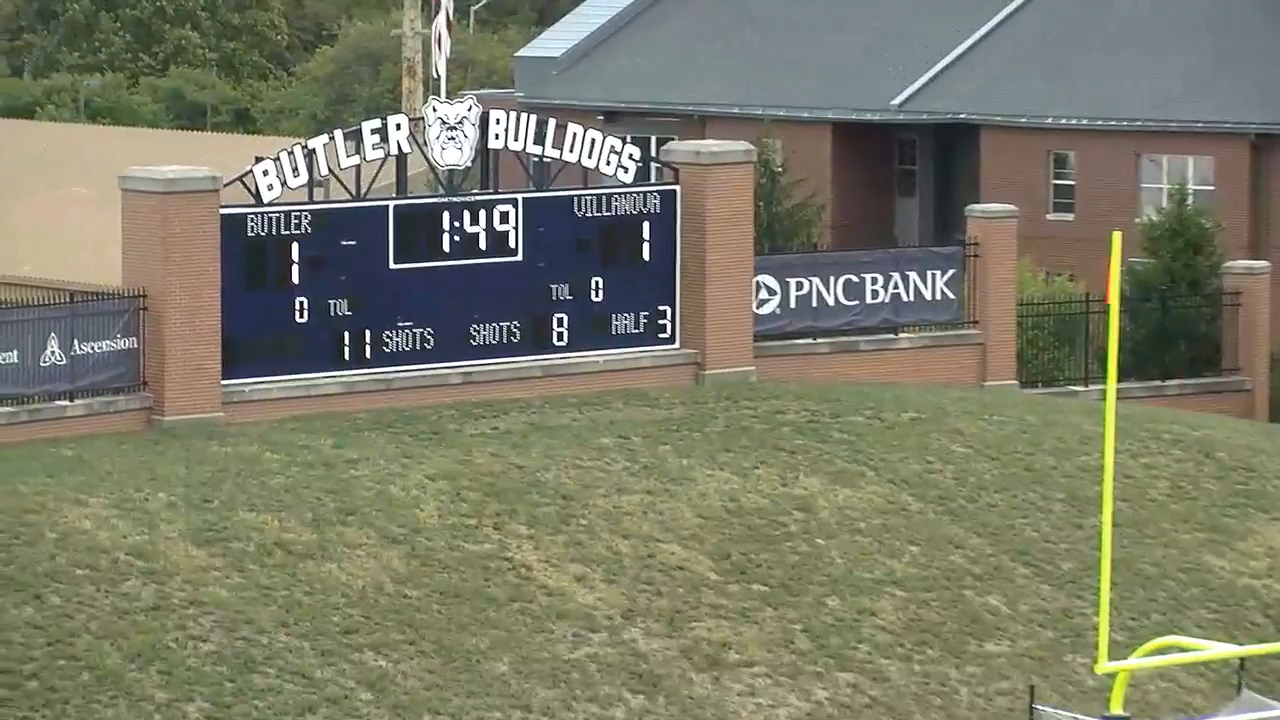 BUTLER BULLDOGS
BUTLER 1:49 VILLANOVA
1 1
0 TOL TOL 0
11 SHOTS SHOTS 8 HALF 3
PNC BANK
ent Ascension